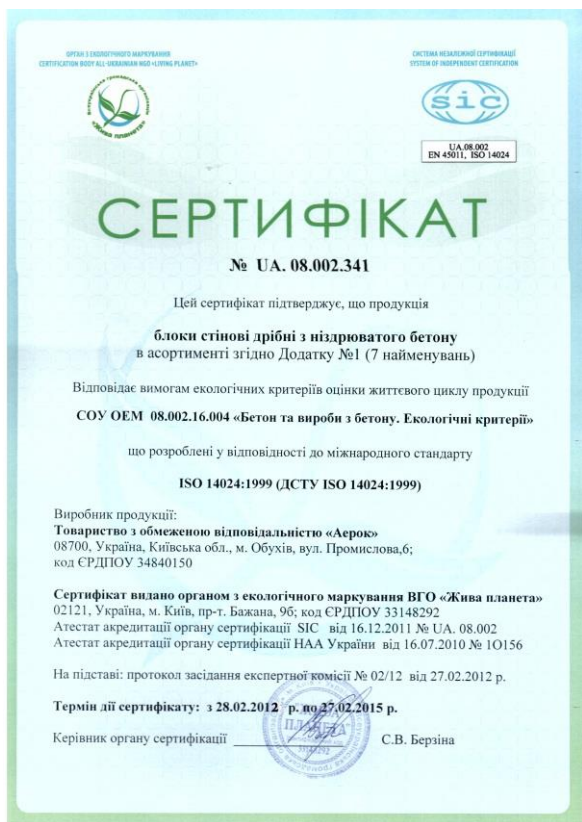 ОРГАН З ЕКОЛОГІЧНОГО МАРКУВАННЯ
CERTIFICATION BODY ALL-UKRAINIAN NGO «LIVING PLANET»
СИСТЕМА НЕЗАЛЕЖНОЇ СЕРТИФІКАЦІЇ
SYSTEM OF INDEPENDENT CERTIFICATION
Всеукраїнська громадська організація
«Жива планета»
sic
UA.08.002
EN 45011, ISO 14024
СЕРТИФІКАТ
№ UA. 08.002.341
Цей сертифікат підтверджує, що продукція
блоки стінові дрібні з ніздрюватого бетону
в асортименті згідно Додатку №1 (7 найменувань)
Відповідає вимогам екологічних критеріїв оцінки життєвого циклу продукції
СОУ ОЕМ 08.002.16.004 «Бетон та вироби з бетону. Екологічні критерії»
що розроблені у відповідності до міжнародного стандарту
ISO 14024:1999 (ДСТУ ISO 14024:1999)
Виробник продукції:
Товариство з обмеженою відповідальністю «Аерок»
08700, Україна, Київська обл., м. Обухів, вул. Промислова,6;
код ЄРДПОУ 34840150
Сертифікат видано органом з екологічного маркування ВГО «Жива планета»
02121, Україна, м. Київ, пр-т. Бажана, 9б; код ЄРДПОУ 33148292
Атестат акредитації органу сертифікації SIC від 16.12.2011 № UA. 08.002
Атестат акредитації органу сертифікації НАА України від 16.07.2010 № 1О156
На підставі: протокол засідання експертної комісії № 02/12 від 27.02.2012 р.
Термін дії сертифікату: з 28.02.2012 р. по 27.02.2015 р.
Керівник органу сертифікації С.В. Берзіна
ПЛАНЕТА
33148292